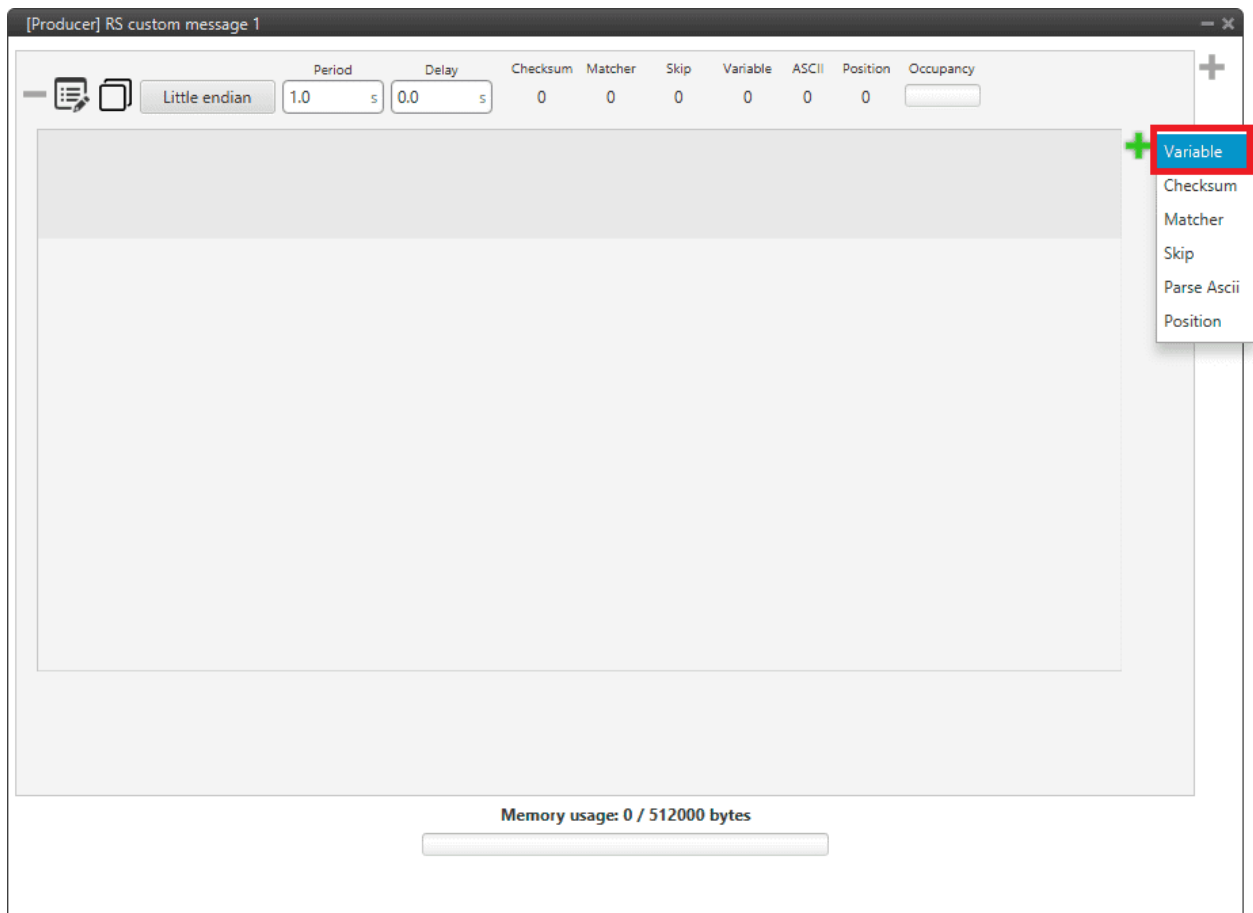 [Producer] RS custom message 1
Period Delay Checksum Matcher Skip Variable ASCII Position Occupancy
Little endian 1.0 s 0.0 s 0 0 0 0 0 0
Variable
Checksum
Matcher
Skip
Parse Ascii
Position
Memory usage: 0 / 512000 bytes